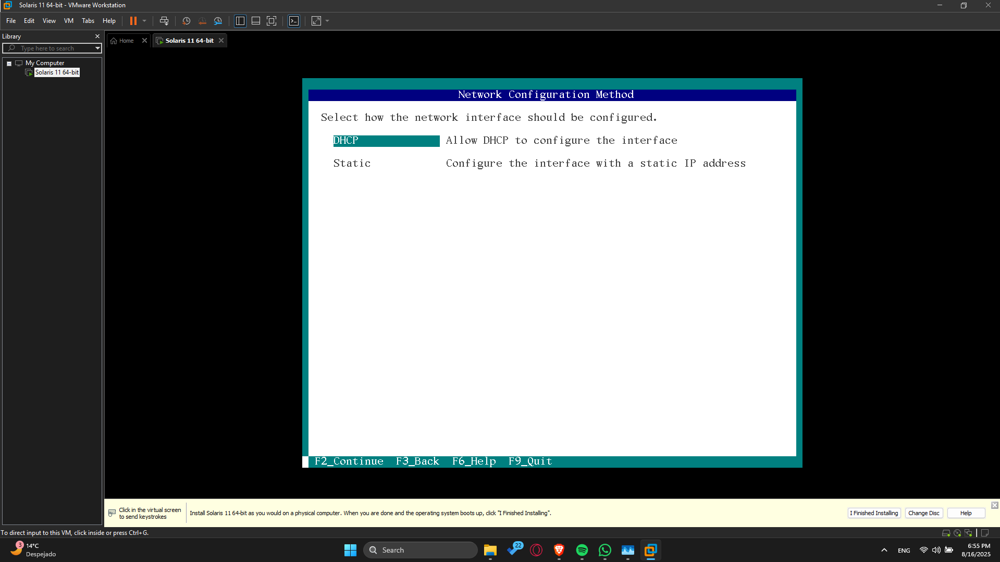 Solaris 11 64-bit - VMware Workstation
File Edit View VM Tabs Help
Library
Type here to search
My Computer
Solaris 11 64-bit
Home
Solaris 11 64-bit
Network Configuration Method
Select how the network interface should be configured.
DHCP Allow DHCP to configure the interface
Static Configure the interface with a static IP address
F2_Continue F3_Back F6_Help F9_Quit
Click in the virtual screen
to send keystrokes
Install Solaris 11 64-bit as you would on a physical computer. When you are done and the operating system boots up, click "I Finished Installing".
I Finished Installing Change Disc Help
To direct input to this VM, click inside or press Ctrl+G.
3
14°C
Despejado
Search
22
ENG
6:55 PM
8/16/2025